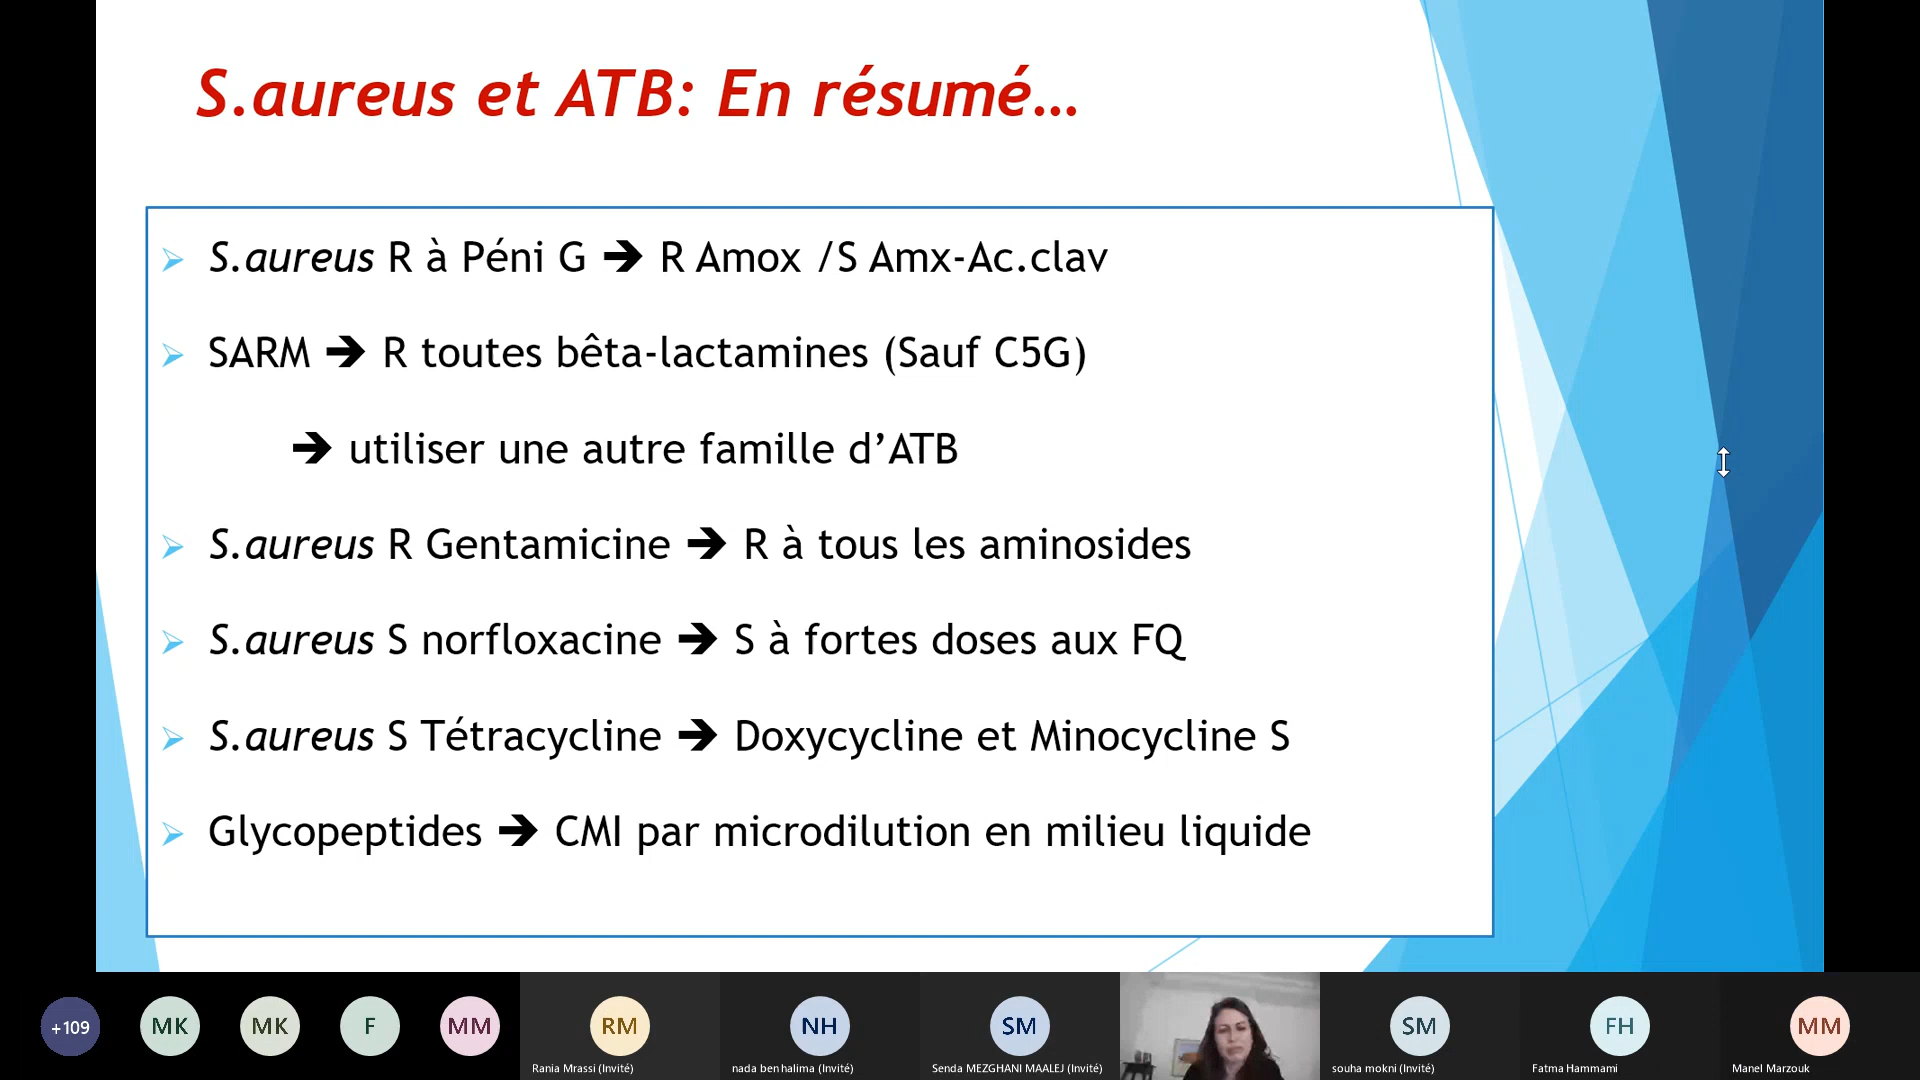 S.aureus et ATB: En résumé…
➢ S.aureus R à Péni G ➔ R Amox /S Amx-Ac.clav
➢ SARM ➔ R toutes bêta-lactamines (Sauf C5G)
➔ utiliser une autre famille d’ATB
➢ S.aureus R Gentamicine ➔ R à tous les aminosides
➢ S.aureus S norfloxacine ➔ S à fortes doses aux FQ
➢ S.aureus S Tétracycline ➔ Doxycycline et Minocycline S
➢ Glycopeptides ➔ CMI par microdilution en milieu liquide
+109 MK MK F MM RM NH SM SM FH MM
Rania Mrassi (Invité) nada ben halima (Invité) Senda MEZGHANI MAALEJ (Invité) souha mokni (Invité) Fatma Hammami Manel Marzouk